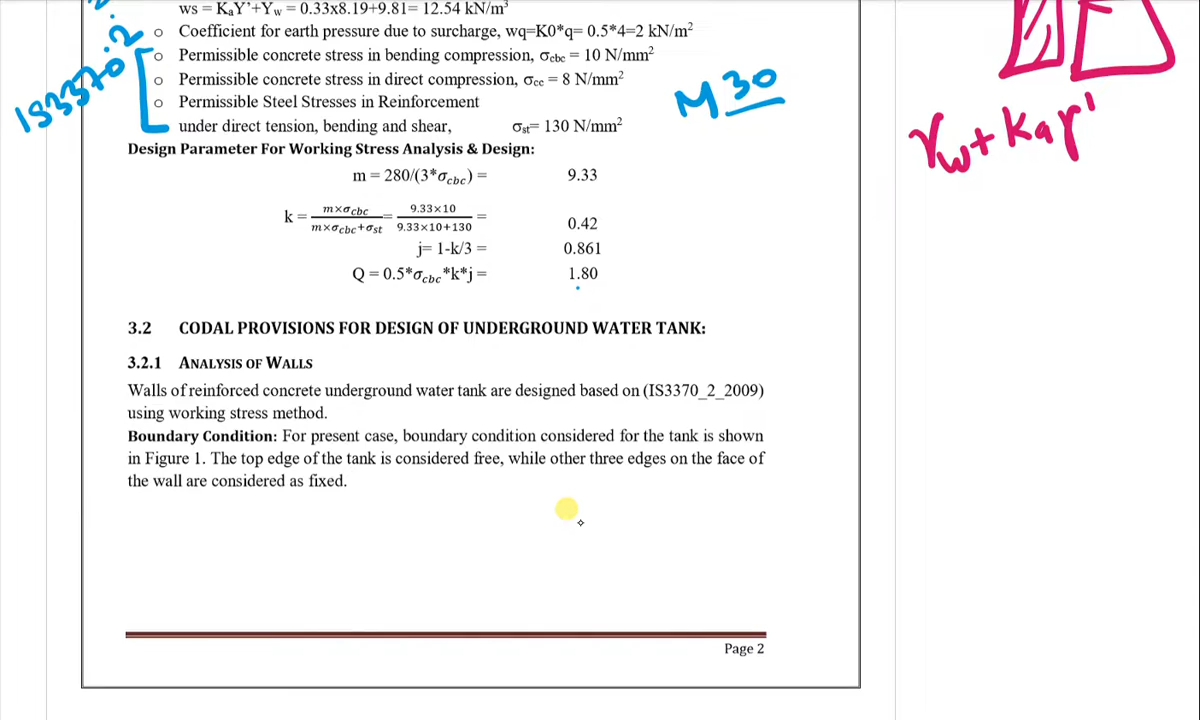 ws = KaY’+Yw = 0.33x8.19+9.81= 12.54 kN/m³
o Coefficient for earth pressure due to surcharge, wq=K0*q= 0.5*4=2 kN/m²
o Permissible concrete stress in bending compression, σcbc = 10 N/mm²
o Permissible concrete stress in direct compression, σcc = 8 N/mm²
o Permissible Steel Stresses in Reinforcement
under direct tension, bending and shear, σst= 130 N/mm²
IS3370:2
M30
γw + Kaγ'
Design Parameter For Working Stress Analysis & Design:
m = 280/(3*σcbc) = 9.33
k = m×σcbc / m×σcbc+σst = 9.33×10 / 9.33×10+130 = 0.42
j= 1-k/3 = 0.861
Q = 0.5*σcbc*k*j = 1.80
3.2 CODAL PROVISIONS FOR DESIGN OF UNDERGROUND WATER TANK:
3.2.1 ANALYSIS OF WALLS
Walls of reinforced concrete underground water tank are designed based on (IS3370_2_2009)
using working stress method.
Boundary Condition: For present case, boundary condition considered for the tank is shown
in Figure 1. The top edge of the tank is considered free, while other three edges on the face of
the wall are considered as fixed.
Page 2